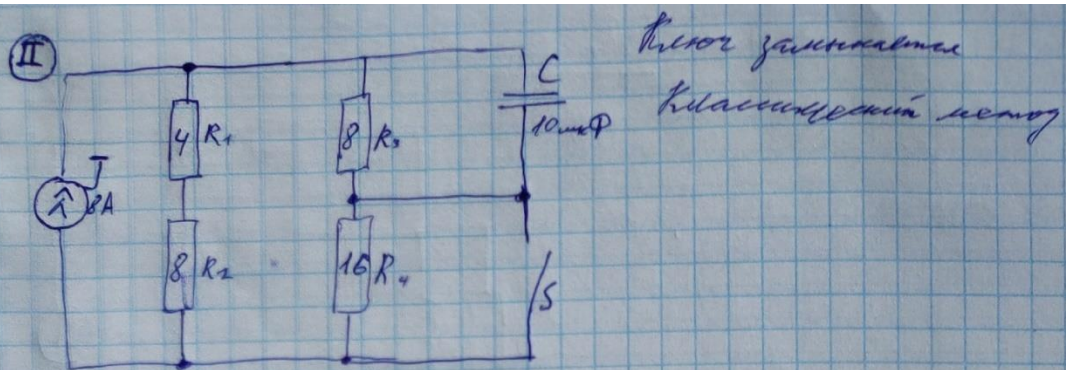 II
Ключ замыкается
Классический метод
C
10 мкФ
4 R1
8 R3
I
8A
8 R2
16 R4
S